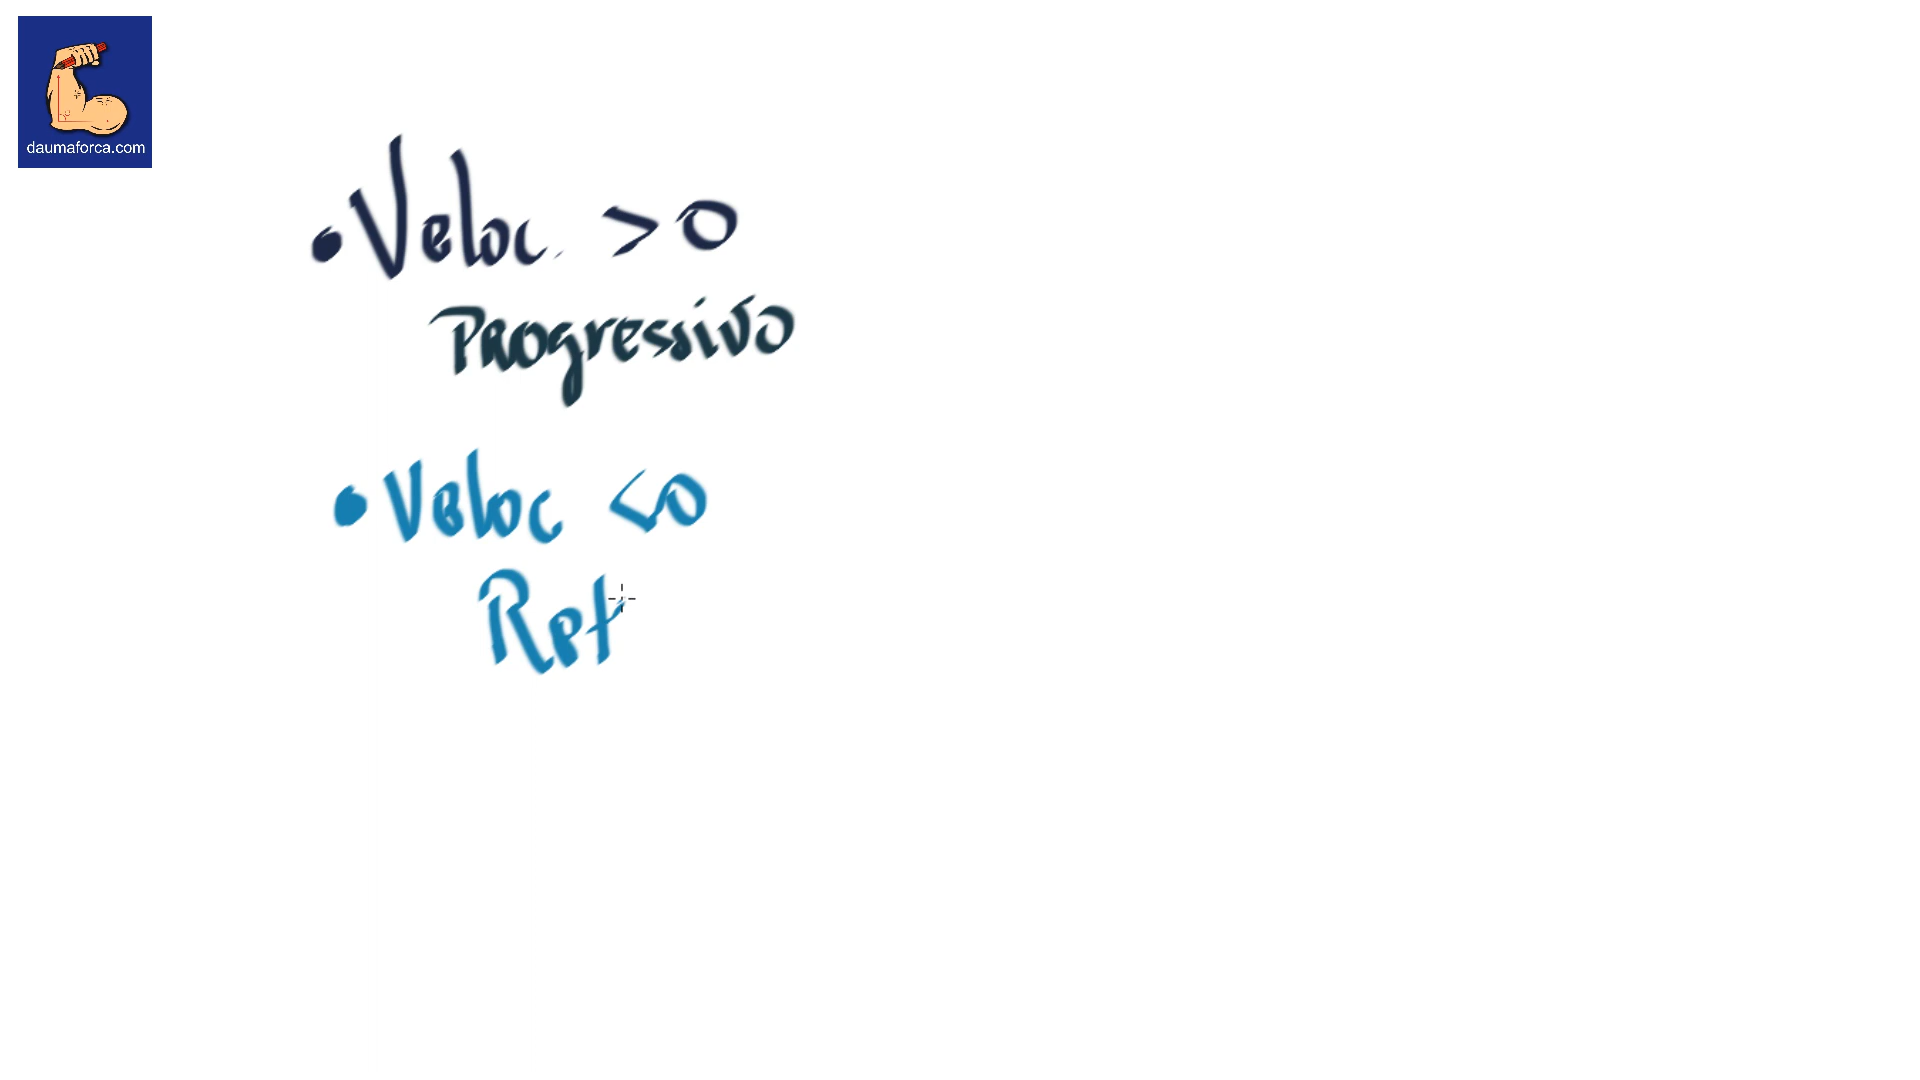 daumaforca.com
• Veloc. >0
Progressivo
• Veloc <0
Ret